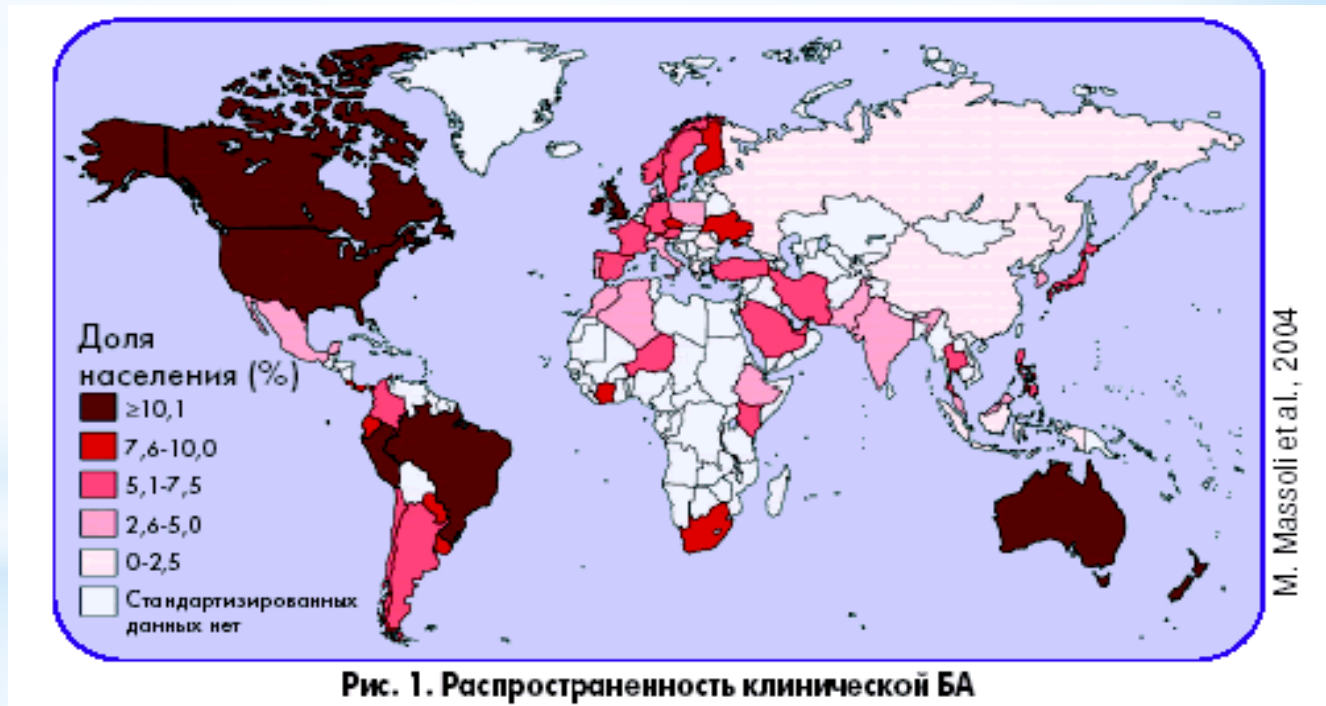 Доля
населения (%)
≥10,1
7,6-10,0
5,1-7,5
2,6-5,0
0-2,5
Стандартизированных
данных нет
M. Massoli et al., 2004
Рис. 1. Распространенность клинической БА